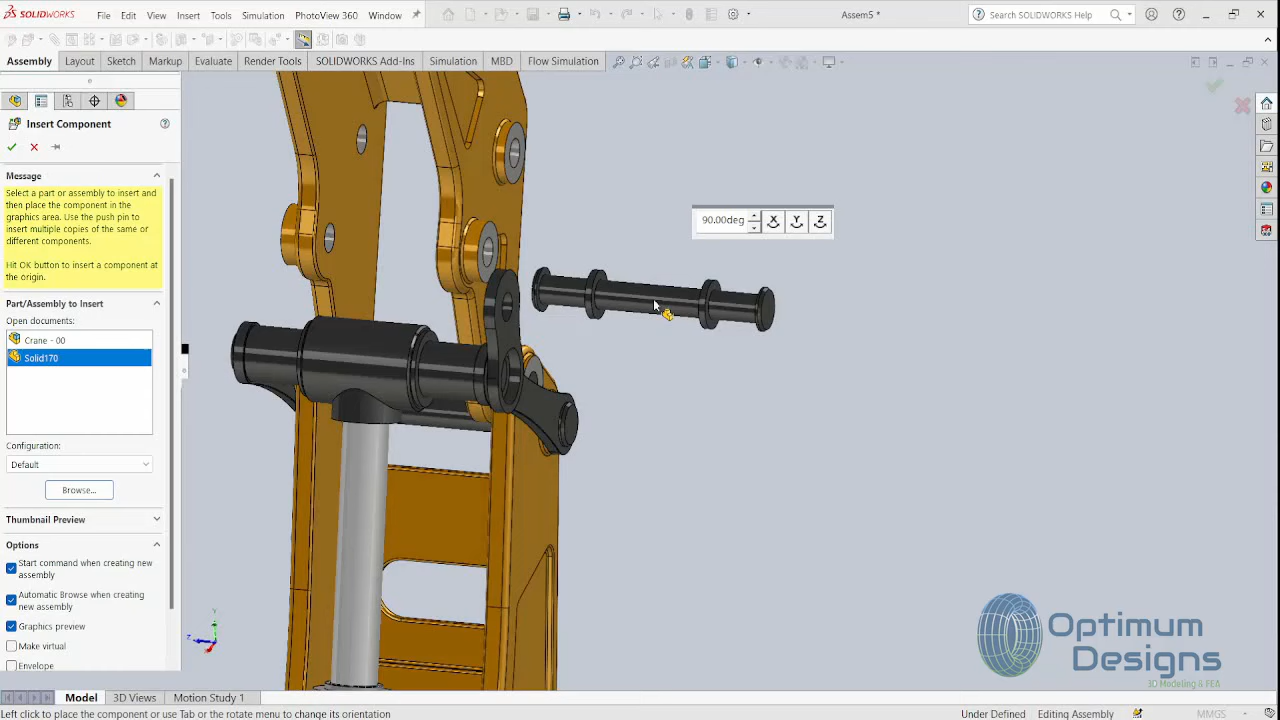 SOLIDWORKS
File Edit View Insert Tools Simulation PhotoView 360 Window
Assem5 *
Search SOLIDWORKS Help
Assembly Layout Sketch Markup Evaluate Render Tools SOLIDWORKS Add-Ins Simulation MBD Flow Simulation
Insert Component
Message
Select a part or assembly to insert and
then place the component in the
graphics area. Use the push pin to
insert multiple copies of the same or
different components.
Hit OK button to insert a component at
the origin.
Part/Assembly to Insert
Open documents:
Crane - 00
Solid170
Configuration:
Default
Browse...
Thumbnail Preview
Options
Start command when creating new
assembly
Automatic Browse when creating
new assembly
Graphics preview
Make virtual
Envelope
90.00deg X Y Z
Y
Z
Optimum
Designs
3D Modeling & FEA
Model 3D Views Motion Study 1
Left click to place the component or use Tab or the rotate menu to change its orientation
Under Defined Editing Assembly MMGS